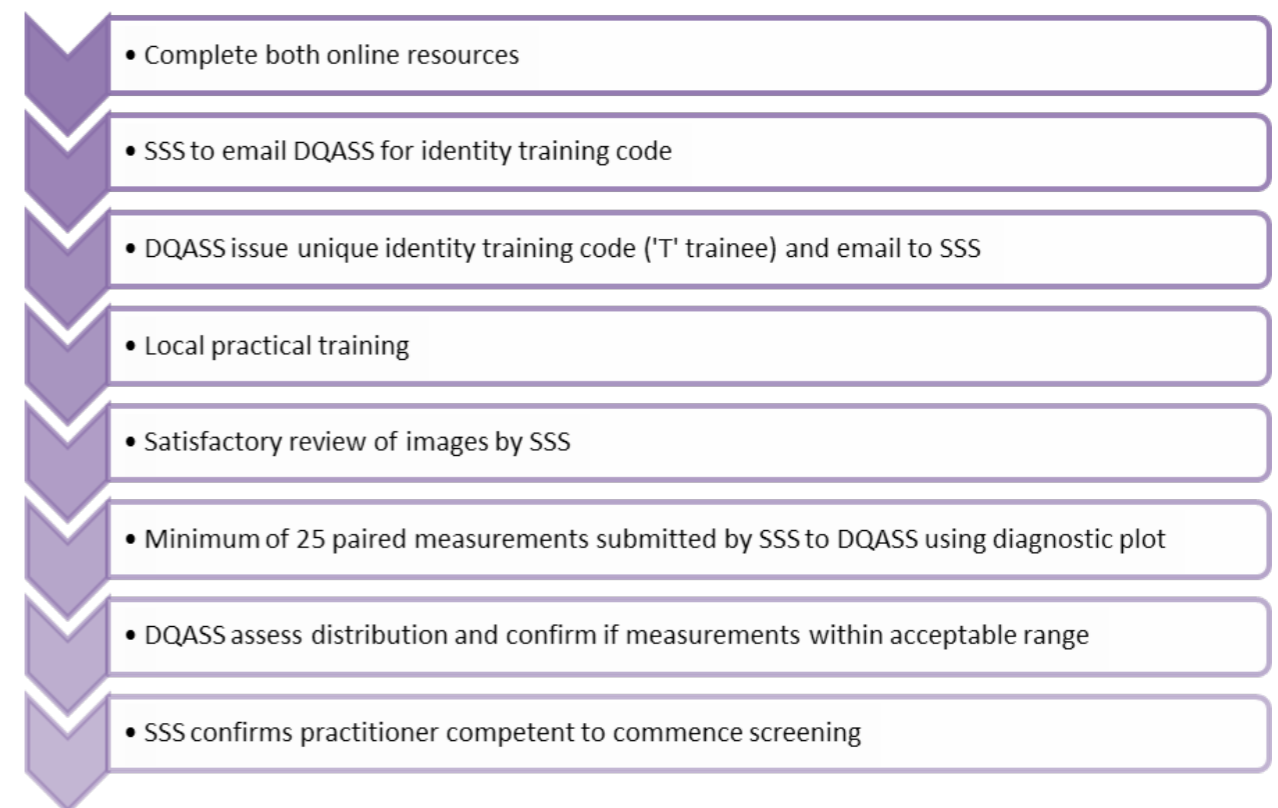 • Complete both online resources
• SSS to email DQASS for identity training code
• DQASS issue unique identity training code ('T' trainee) and email to SSS
• Local practical training
• Satisfactory review of images by SSS
• Minimum of 25 paired measurements submitted by SSS to DQASS using diagnostic plot
• DQASS assess distribution and confirm if measurements within acceptable range
• SSS confirms practitioner competent to commence screening